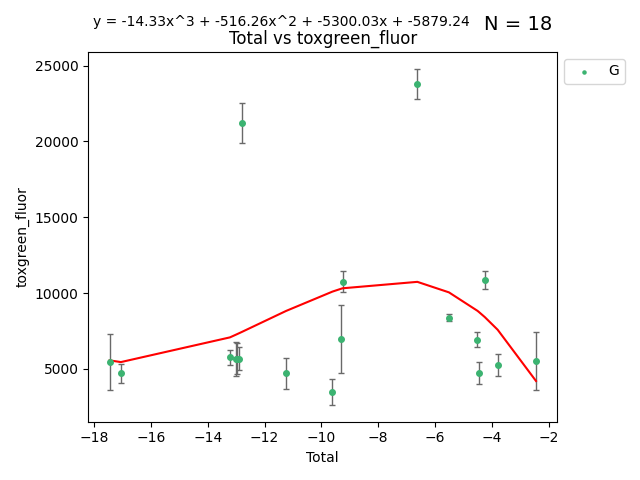 y = -14.33x^3 + -516.26x^2 + -5300.03x + -5879.24
N = 18
Total vs toxgreen_fluor
G
toxgreen_fluor
25000
20000
15000
10000
5000
−18
−16
−14
−12
−10
−8
−6
−4
−2
Total